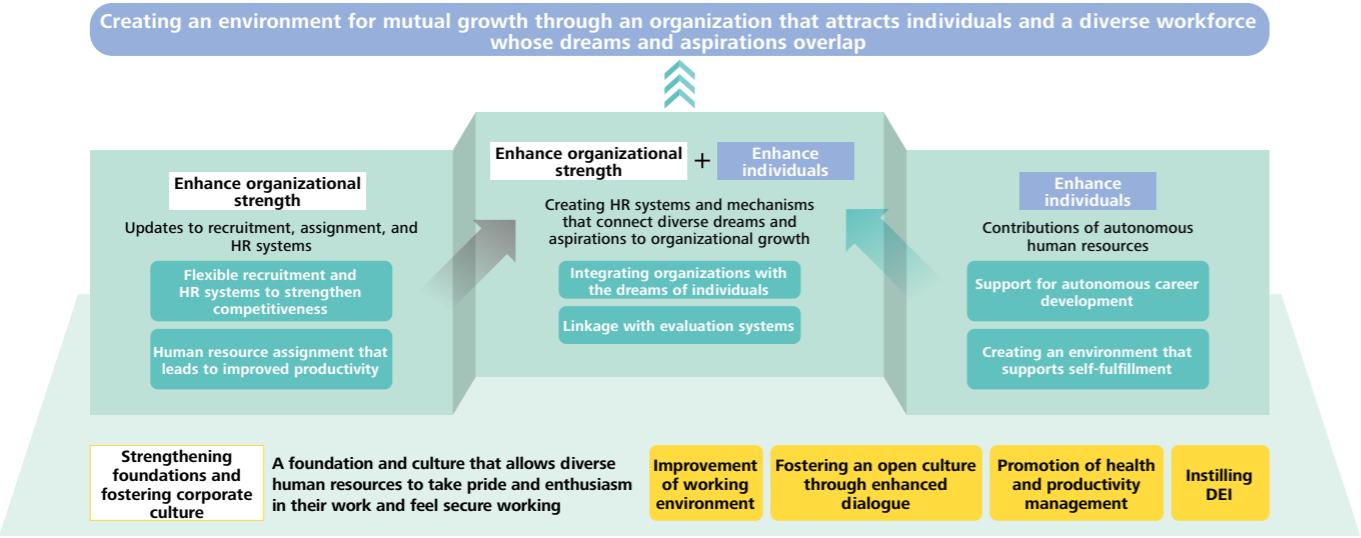 Creating an environment for mutual growth through an organization that attracts individuals and a diverse workforce
whose dreams and aspirations overlap
Enhance organizational
strength
Updates to recruitment, assignment, and
HR systems
Flexible recruitment and
HR systems to strengthen
competitiveness
Human resource assignment that
leads to improved productivity
Enhance organizational
strength
+
Enhance
individuals
Creating HR systems and mechanisms
that connect diverse dreams and
aspirations to organizational growth
Integrating organizations with
the dreams of individuals
Linkage with evaluation systems
Enhance
individuals
Contributions of autonomous
human resources
Support for autonomous career
development
Creating an environment that
supports self-fulfillment
Strengthening
foundations and
fostering corporate
culture
A foundation and culture that allows diverse
human resources to take pride and enthusiasm
in their work and feel secure working
Improvement
of working
environment
Fostering an open culture
through enhanced
dialogue
Promotion of health
and productivity
management
Instilling
DEI